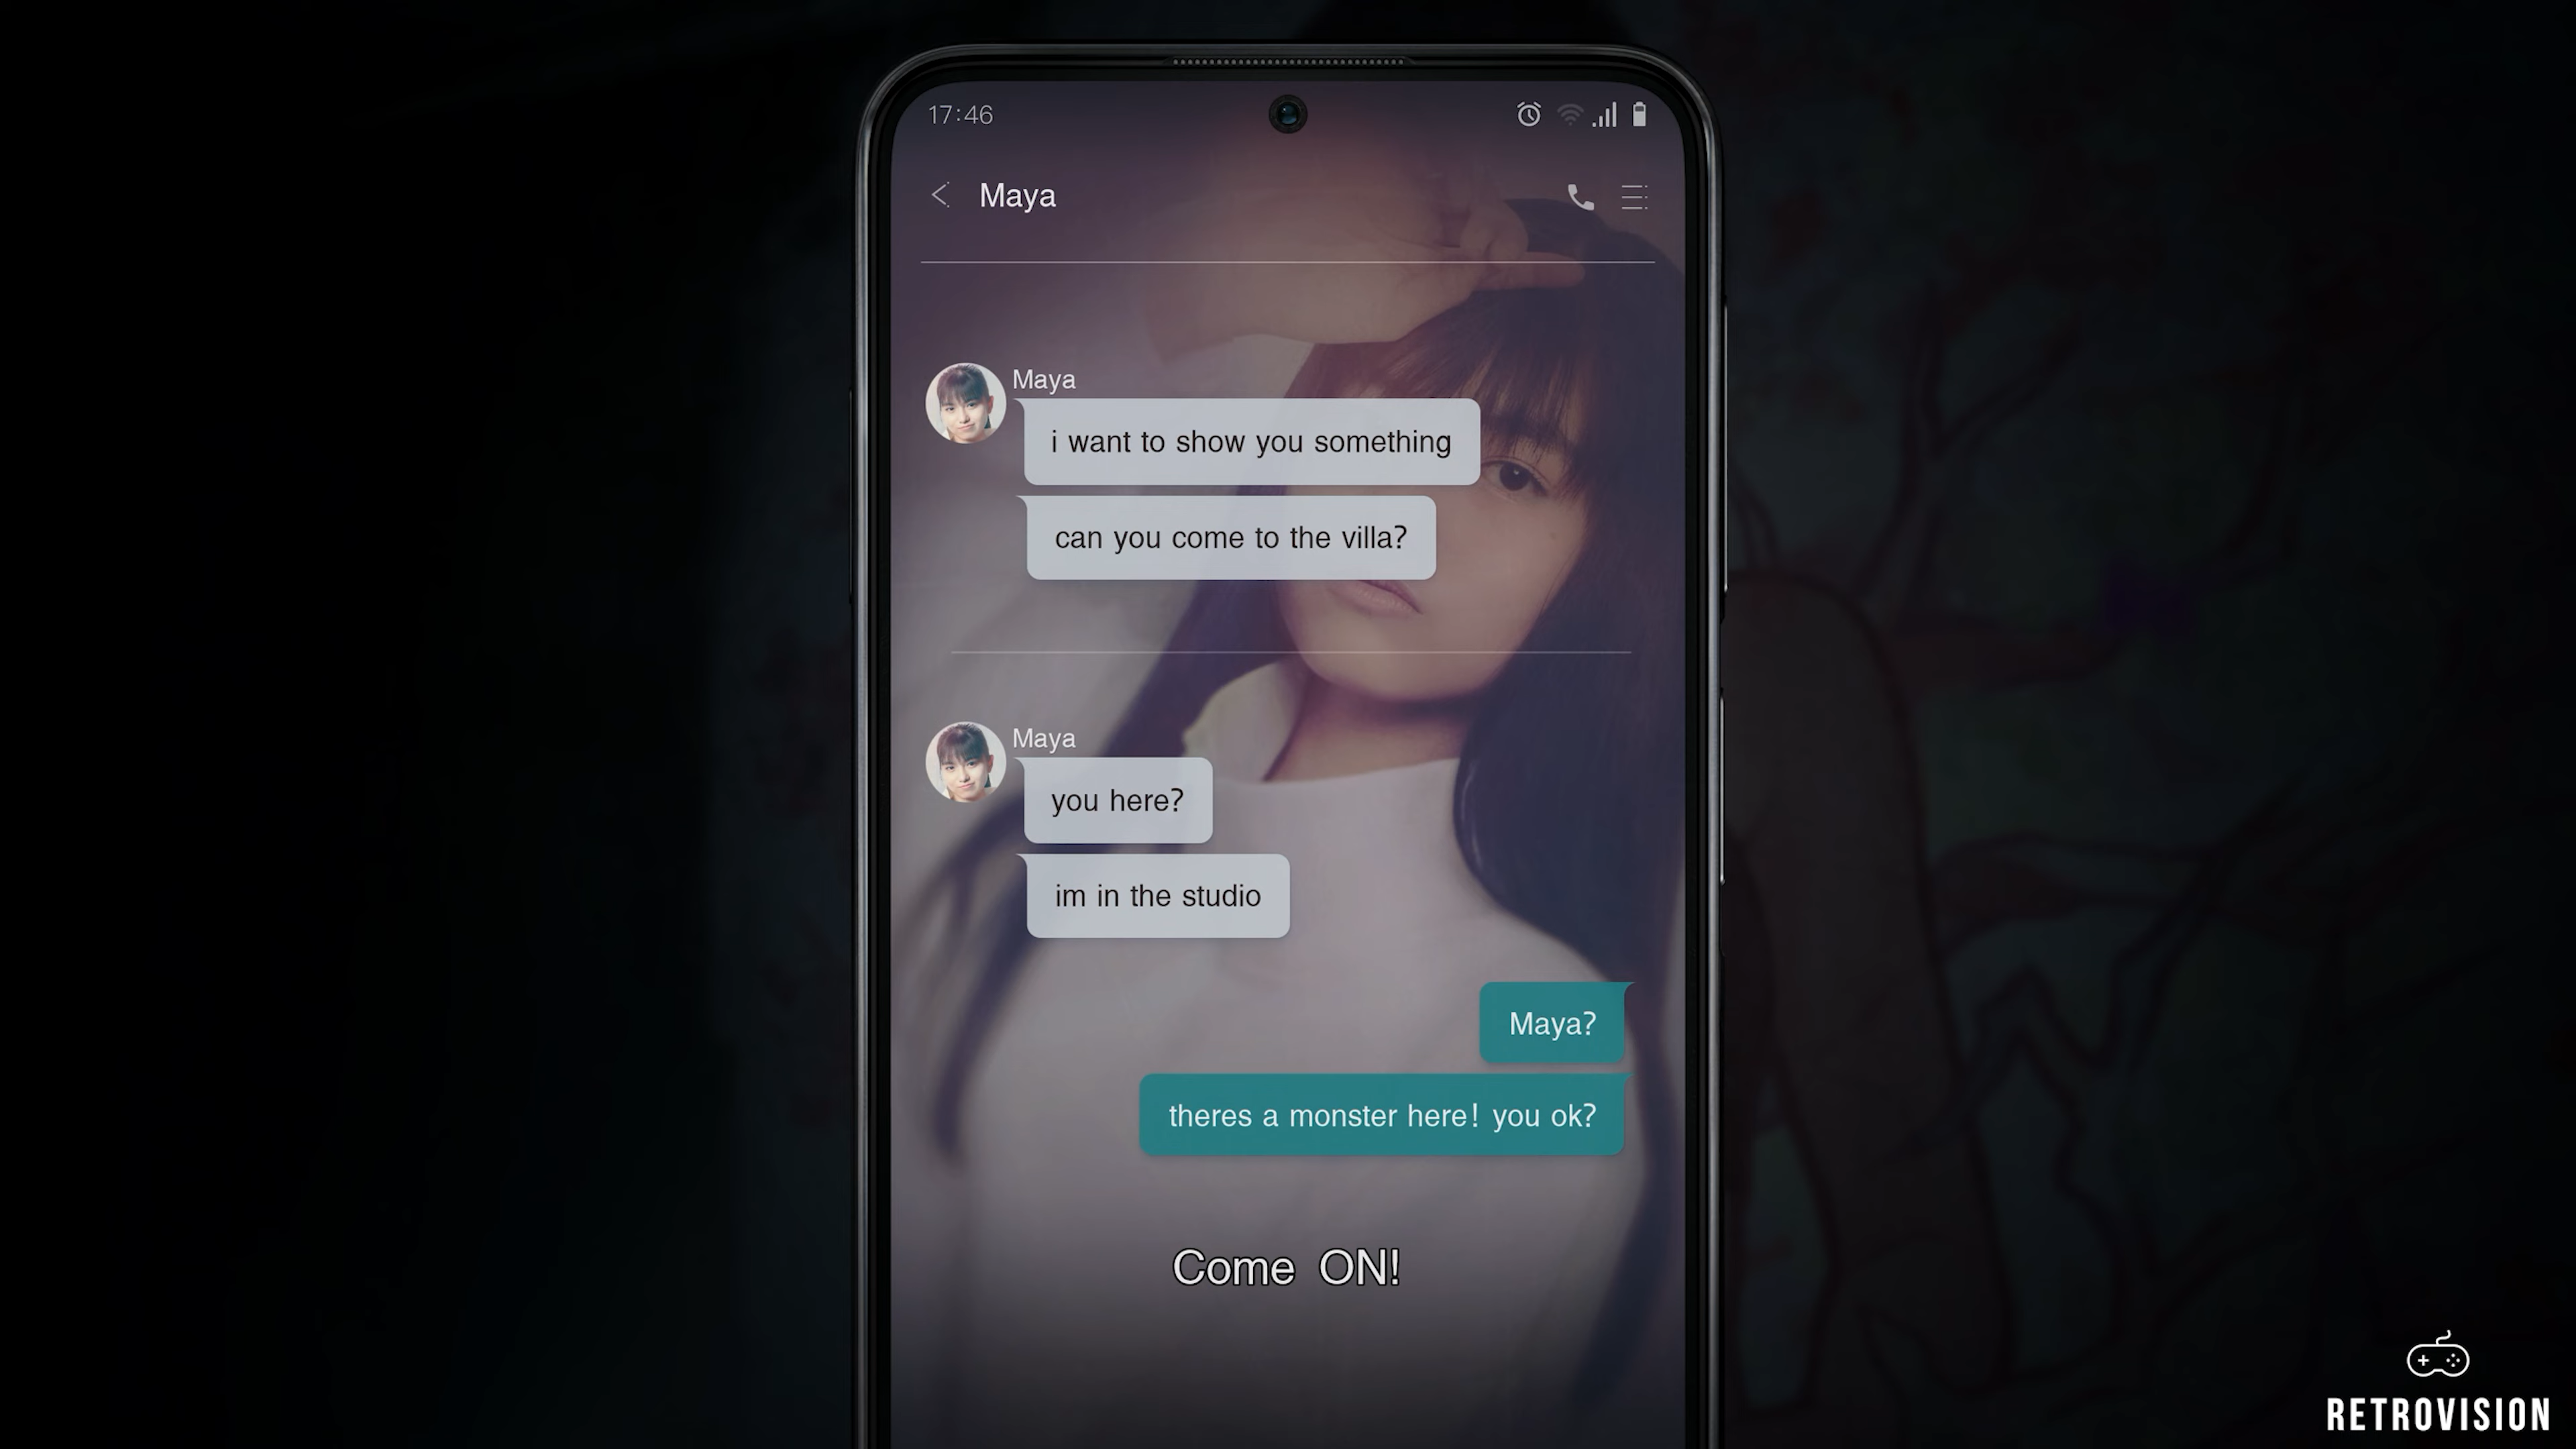 17:46
Maya
Maya
i want to show you something
can you come to the villa?
Maya
you here?
im in the studio
Maya?
theres a monster here! you ok?
Come ON!
RETROVISION